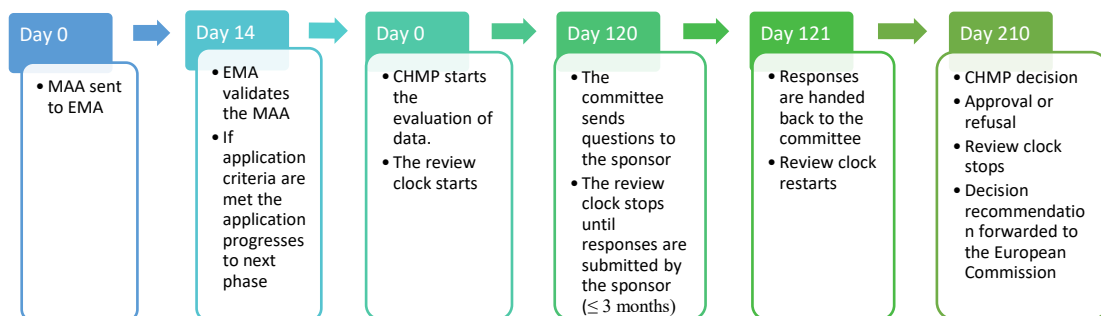 Day 0
• MAA sent
to EMA
Day 14
• EMA
validates
the MAA
• If
application
criteria are
met the
application
progresses
to next
phase
Day 0
• CHMP starts
the
evaluation of
data.
• The review
clock starts
Day 120
• The
committee
sends
questions to
the sponsor
• The review
clock stops
until
responses are
submitted by
the sponsor
(≤ 3 months)
Day 121
• Responses
are handed
back to the
committee
• Review clock
restarts
Day 210
• CHMP decision
• Approval or
refusal
• Review clock
stops
• Decision
recommendatio
n forwarded to
the European
Commission